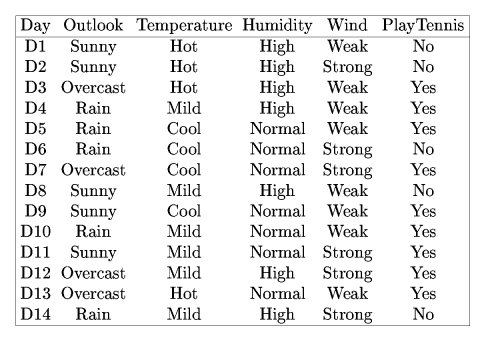 Day Outlook Temperature Humidity Wind PlayTennis
D1 Sunny Hot High Weak No
D2 Sunny Hot High Strong No
D3 Overcast Hot High Weak Yes
D4 Rain Mild High Weak Yes
D5 Rain Cool Normal Weak Yes
D6 Rain Cool Normal Strong No
D7 Overcast Cool Normal Strong Yes
D8 Sunny Mild High Weak No
D9 Sunny Cool Normal Weak Yes
D10 Rain Mild Normal Weak Yes
D11 Sunny Mild Normal Strong Yes
D12 Overcast Mild High Strong Yes
D13 Overcast Hot Normal Weak Yes
D14 Rain Mild High Strong No